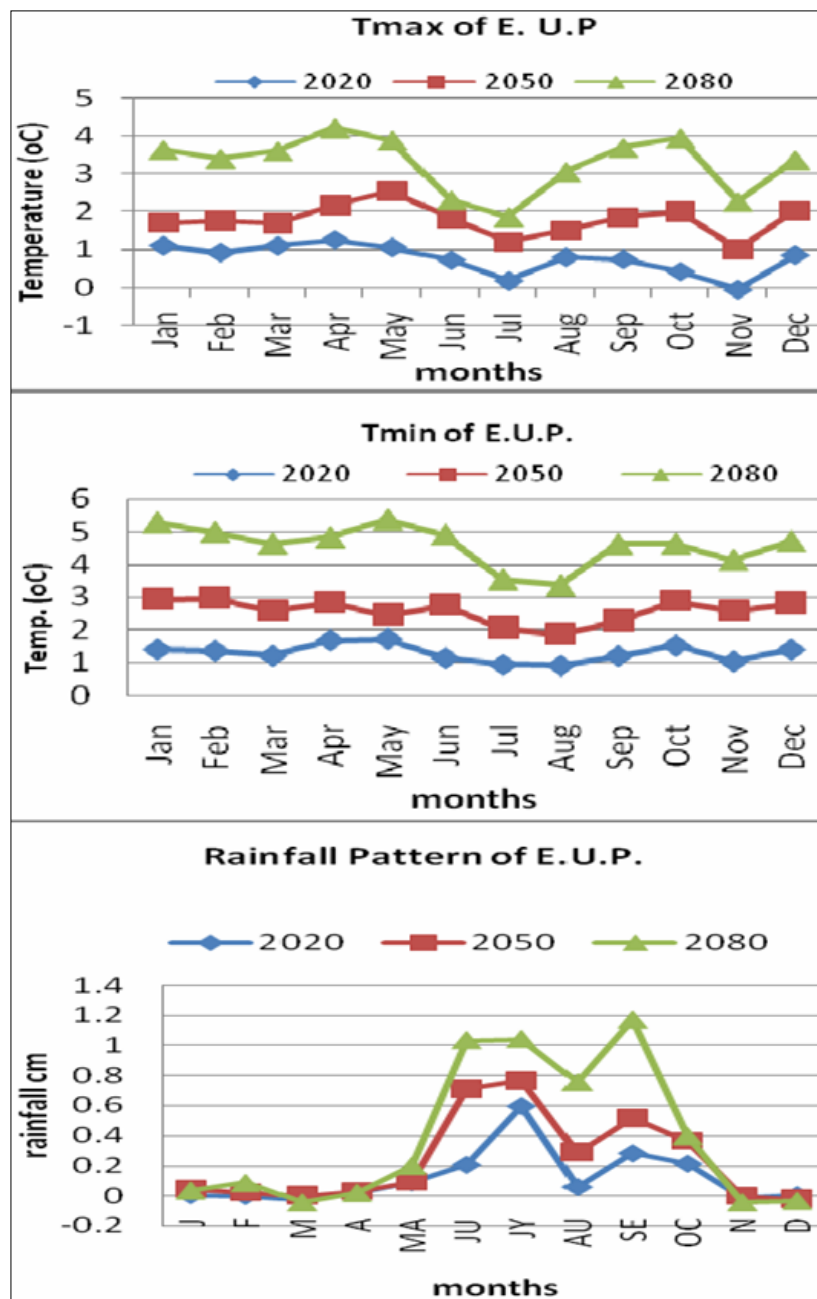 Tmax of E. U.P
2020 2050 2080
5
4
3
2
1
0
-1
Temperature (oC)
Jan Feb Mar Apr May Jun Jul Aug Sep Oct Nov Dec
months
Tmin of E.U.P.
2020 2050 2080
6
5
4
3
2
1
0
Temp. (oC)
Jan Feb Mar Apr May Jun Jul Aug Sep Oct Nov Dec
months
Rainfall Pattern of E.U.P.
2020 2050 2080
1.4
1.2
1
0.8
0.6
0.4
0.2
0
-0.2
rainfall cm
J F M A MA JU JY AU SE OC N D
months